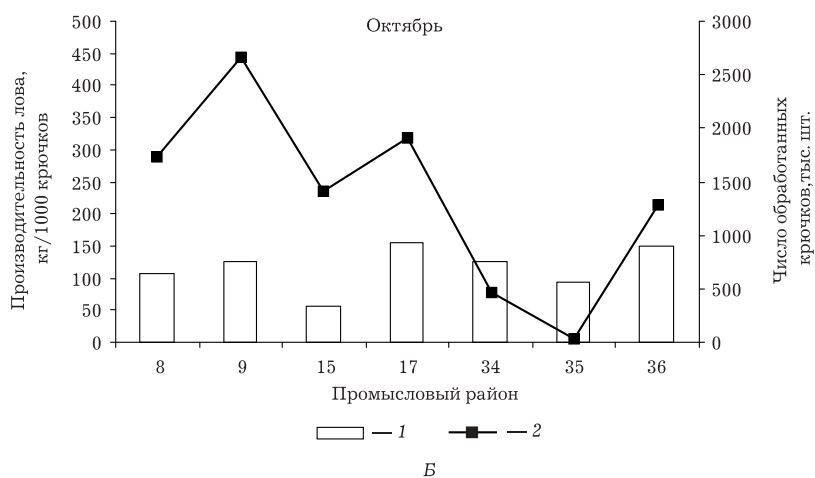 Октябрь
Производительность лова,
кг/1000 крючков
500
450
400
350
300
250
200
150
100
50
0
3000
2500
2000
1500
1000
500
0
Число обработанных
крючков,тыс. шт.
8 9 15 17 34 35 36
Промысловый район
— 1 — 2
Б